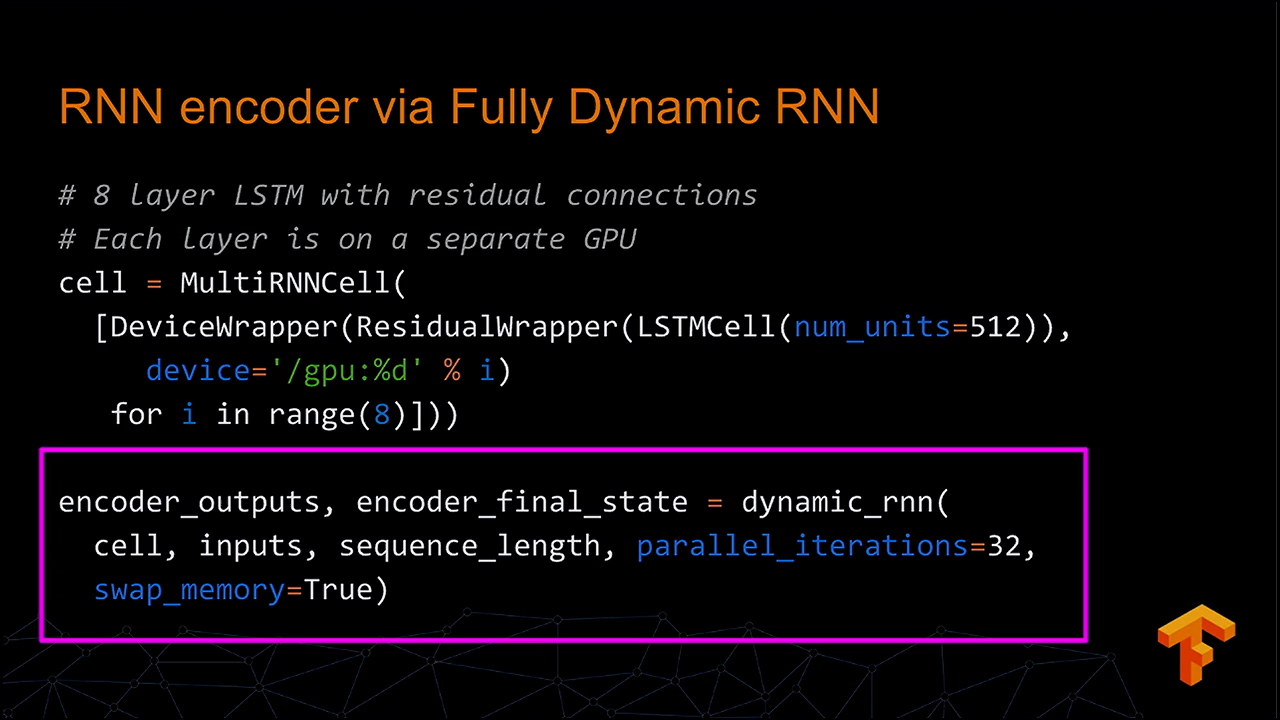 RNN encoder via Fully Dynamic RNN
# 8 layer LSTM with residual connections
# Each layer is on a separate GPU
cell = MultiRNNCell(
[DeviceWrapper(ResidualWrapper(LSTMCell(num_units=512)),
device='/gpu:%d' % i)
for i in range(8)]))
encoder_outputs, encoder_final_state = dynamic_rnn(
cell, inputs, sequence_length, parallel_iterations=32,
swap_memory=True)